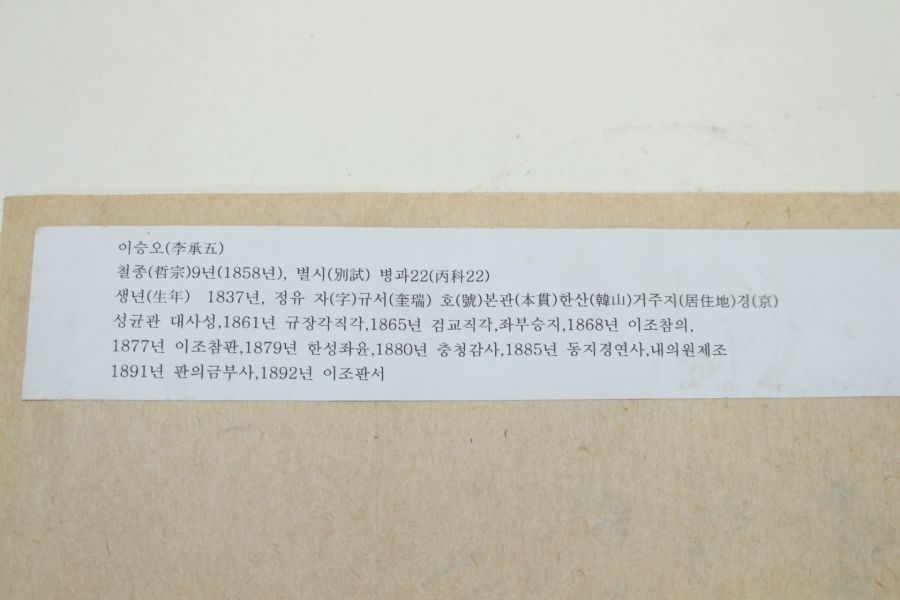 이승오(李承五)
철종(哲宗)9년(1858년), 별시(別試) 병과22(丙科22)
생년(生年) 1837년, 정유 자(字)규서(奎瑞) 호(號)본관(本貫)한산(韓山)거주지(居住地)경(京)
성균관 대사성,1861년 규장각직각,1865년 검교직각,좌부승지,1868년 이조참의,
1877년 이조참판,1879년 한성좌윤,1880년 충청감사,1885년 동지경연사,내의원제조
1891년 판의금부사,1892년 이조판서